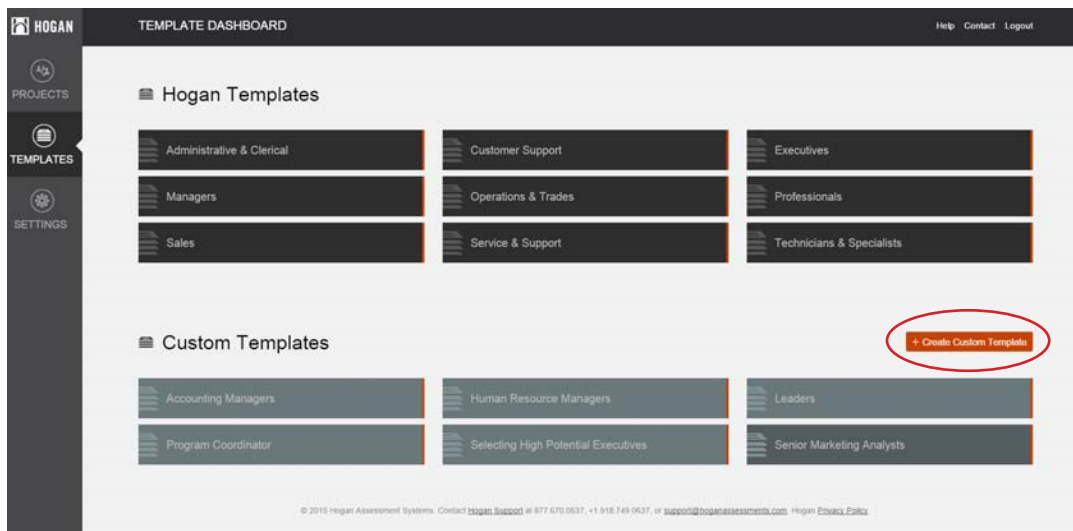 HOGAN TEMPLATE DASHBOARD Help Contact Logout
PROJECTS
TEMPLATES
SETTINGS
Hogan Templates
Administrative & Clerical Customer Support Executives
Managers Operations & Trades Professionals
Sales Service & Support Technicians & Specialists
Custom Templates + Create Custom Template
Accounting Managers Human Resource Managers Leaders
Program Coordinator Selecting High Potential Executives Senior Marketing Analysts
© 2015 Hogan Assessment Systems. Contact Hogan Support at 877.670.0637, +1.918.749.0637, or support@hoganassessments.com. Hogan Privacy Policy.